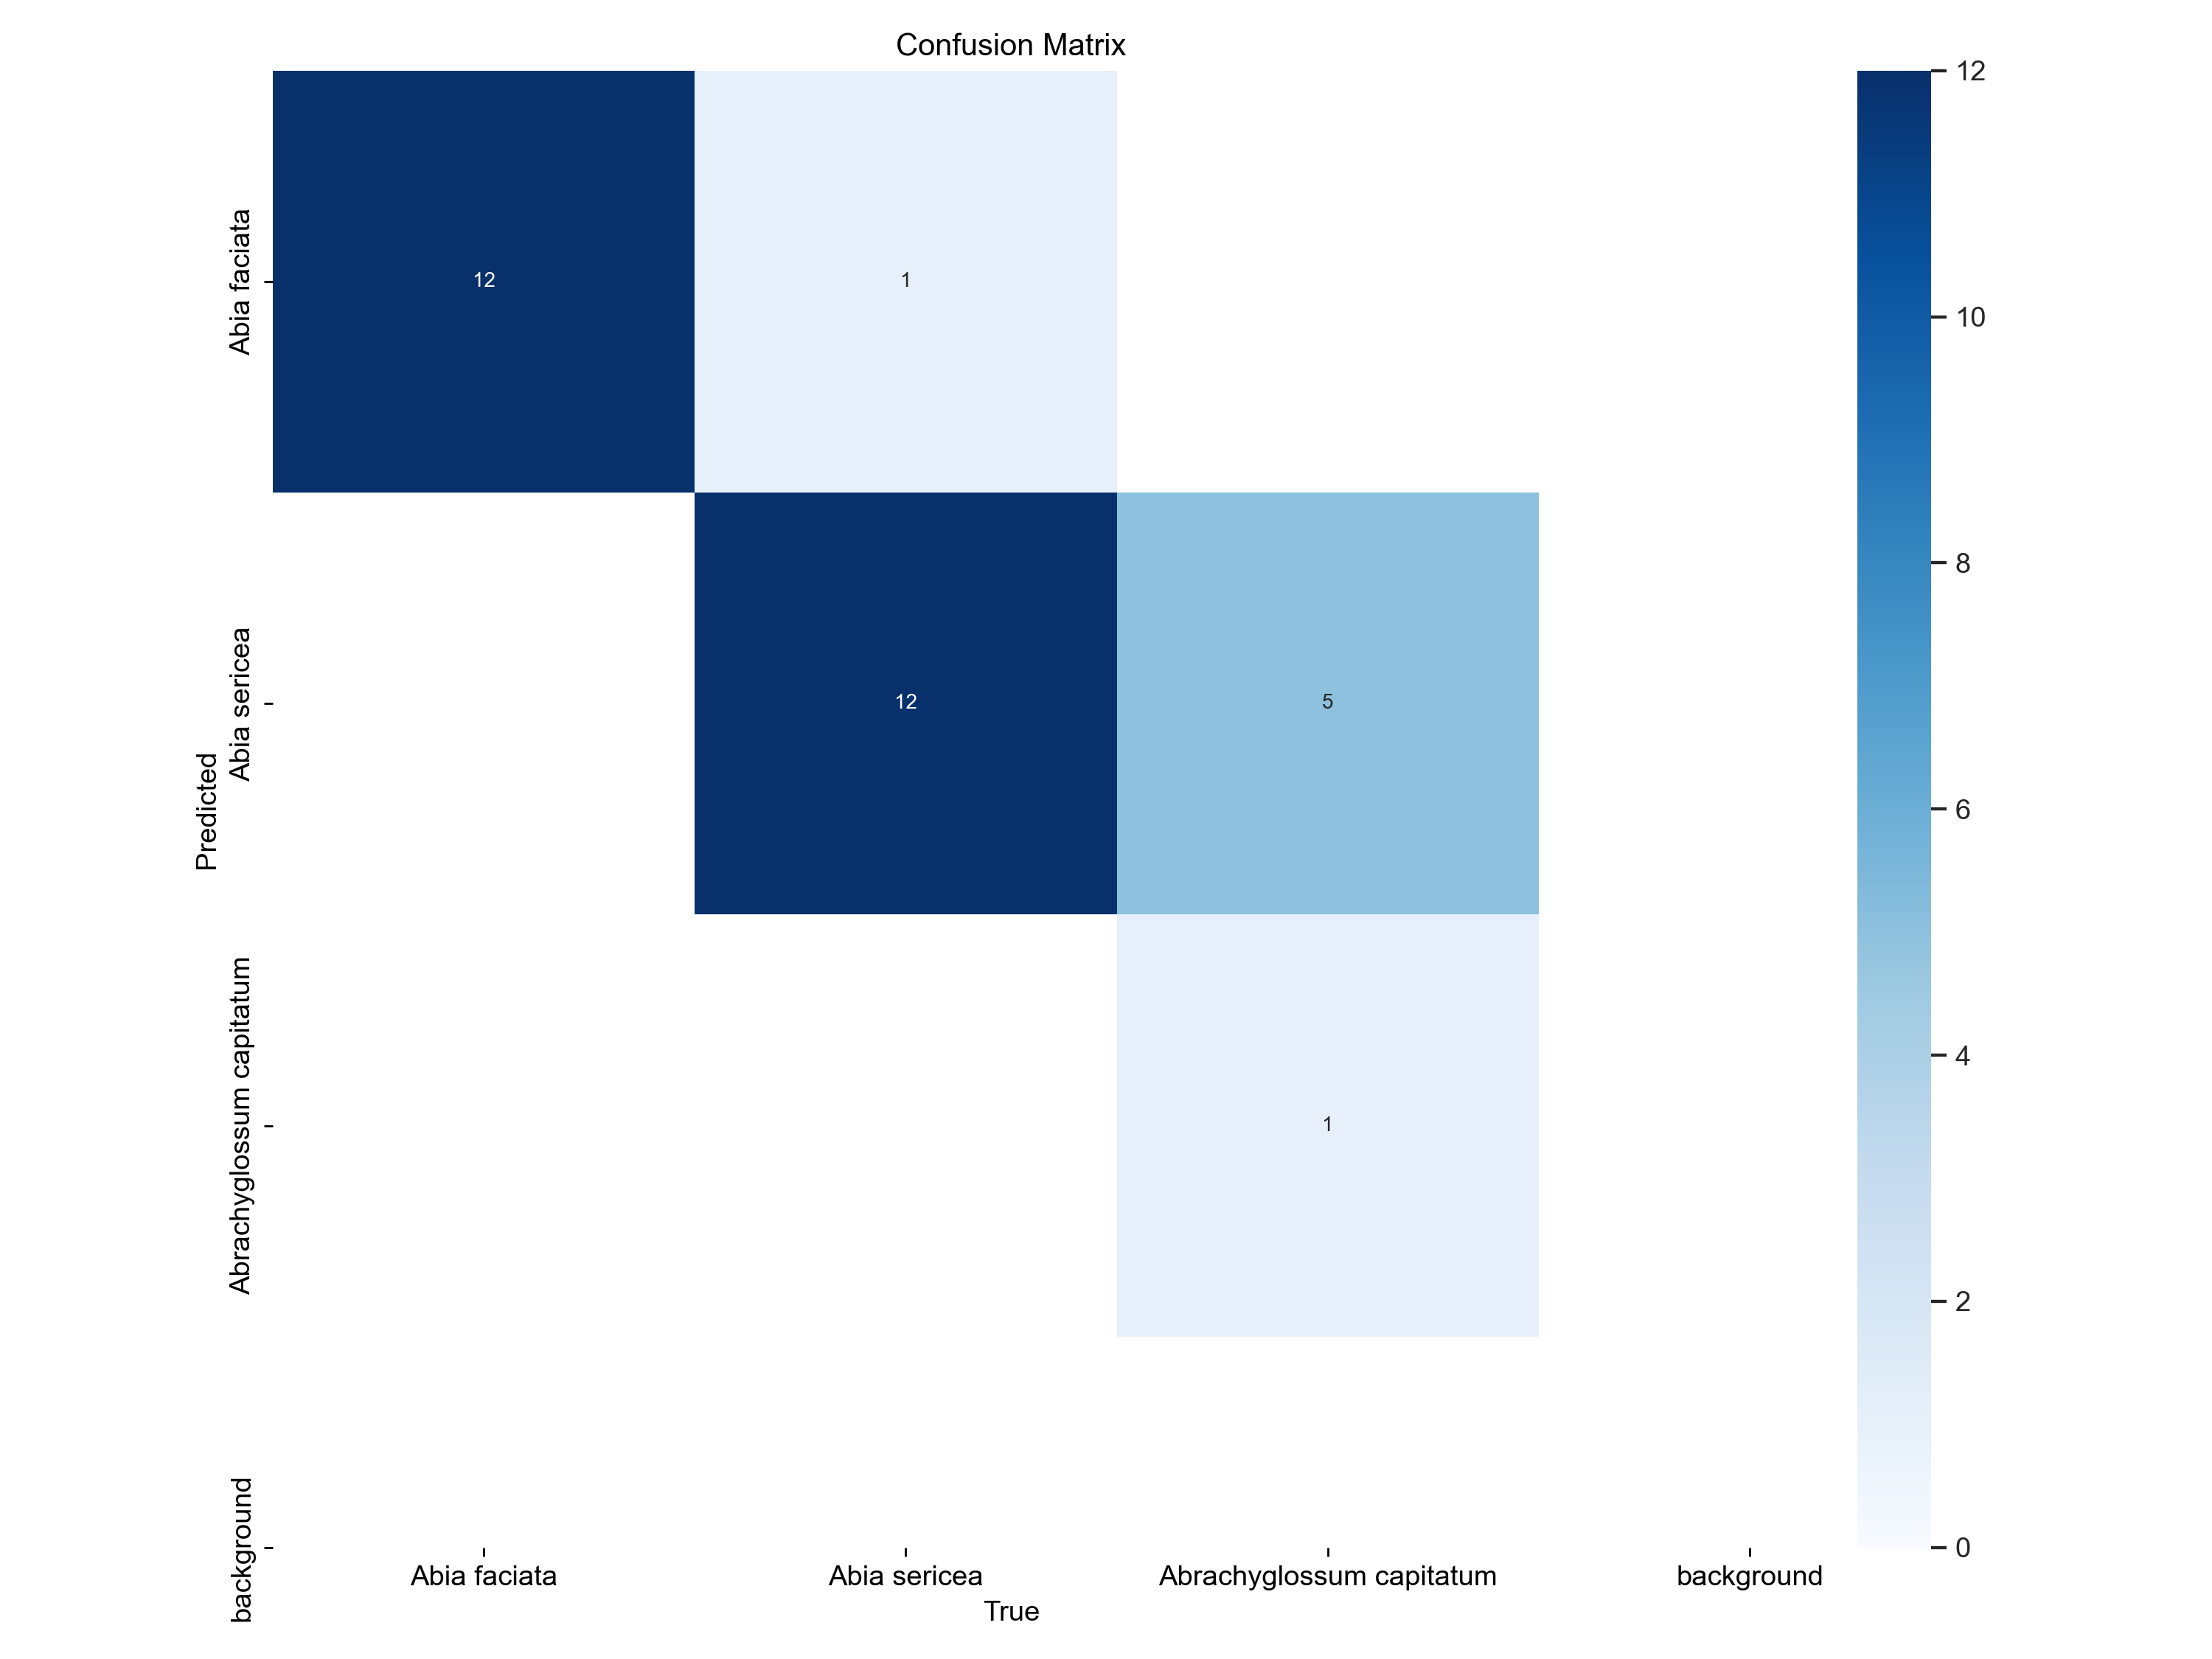 Confusion Matrix
Predicted
Abia faciata
12
1
Abia sericea
12
5
Abrachyglossum capitatum
1
background
Abia faciata
Abia sericea
Abrachyglossum capitatum
background
True
12
10
8
6
4
2
0